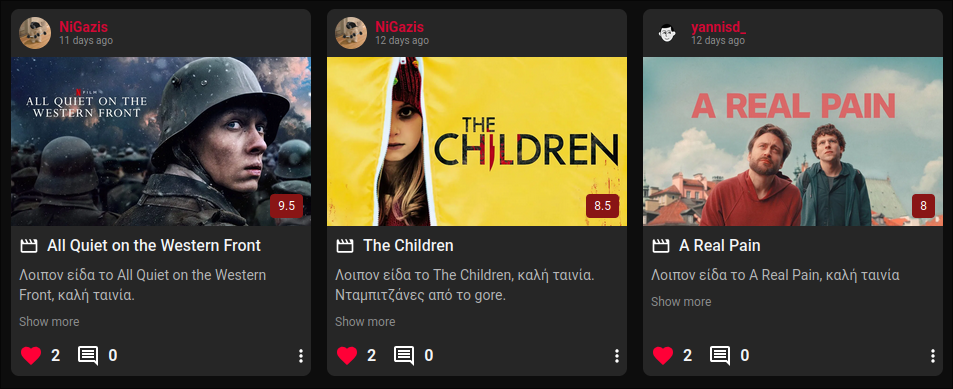 NiGazis
11 days ago
A FILM
ALL QUIET ON THE
WESTERN FRONT
9.5
All Quiet on the Western Front
Λοιπον είδα το All Quiet on the Western
Front, καλή ταινία.
Show more
2
0
NiGazis
12 days ago
THE
CHILDREN
8.5
The Children
Λοιπον είδα το The Children, καλή ταινία.
Νταμπιτζάνες από το gore.
Show more
2
0
yannisd_
12 days ago
A REAL PAIN
8
A Real Pain
Λοιπον είδα το A Real Pain, καλή ταινία
Show more
2
0